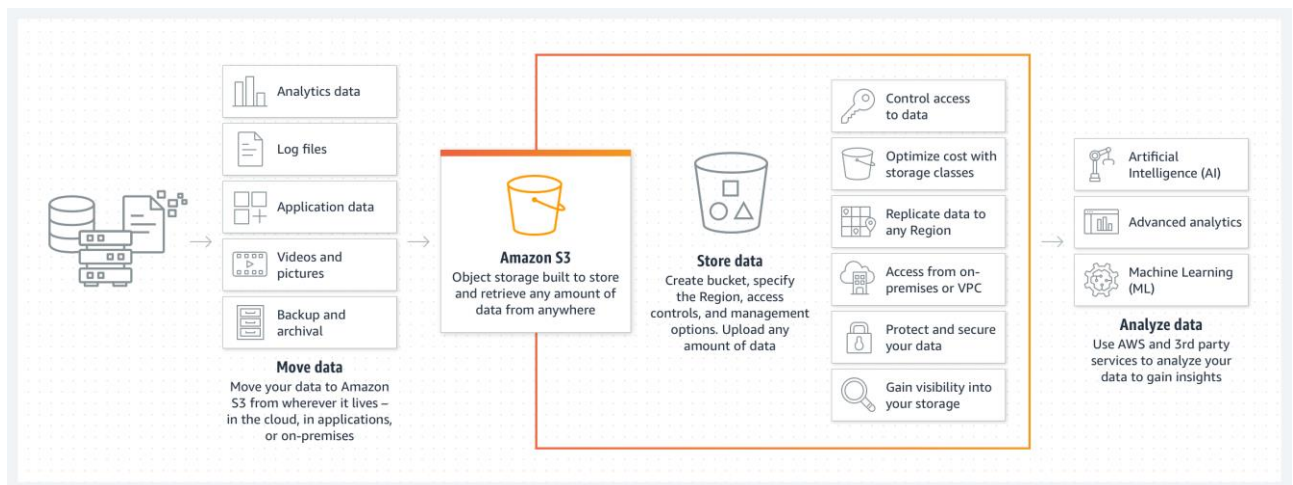 Analytics data
Log files
Application data
Videos and
pictures
Backup and
archival
Move data
Move your data to Amazon
S3 from wherever it lives –
in the cloud, in applications,
or on-premises
Amazon S3
Object storage built to store
and retrieve any amount of
data from anywhere
Store data
Create bucket, specify
the Region, access
controls, and management
options. Upload any
amount of data
Control access
to data
Optimize cost with
storage classes
Replicate data to
any Region
Access from on-
premises or VPC
Protect and secure
your data
Gain visibility into
your storage
Artificial
Intelligence (AI)
Advanced analytics
Machine Learning
(ML)
Analyze data
Use AWS and 3rd party
services to analyze your
data to gain insights